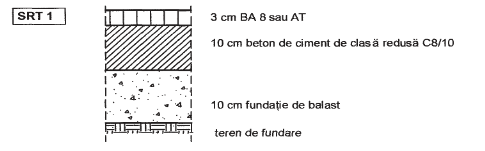 SRT 1
3 cm BA 8 sau AT
10 cm beton de ciment de clasă redusă C8/10
10 cm fundație de balast
teren de fundare